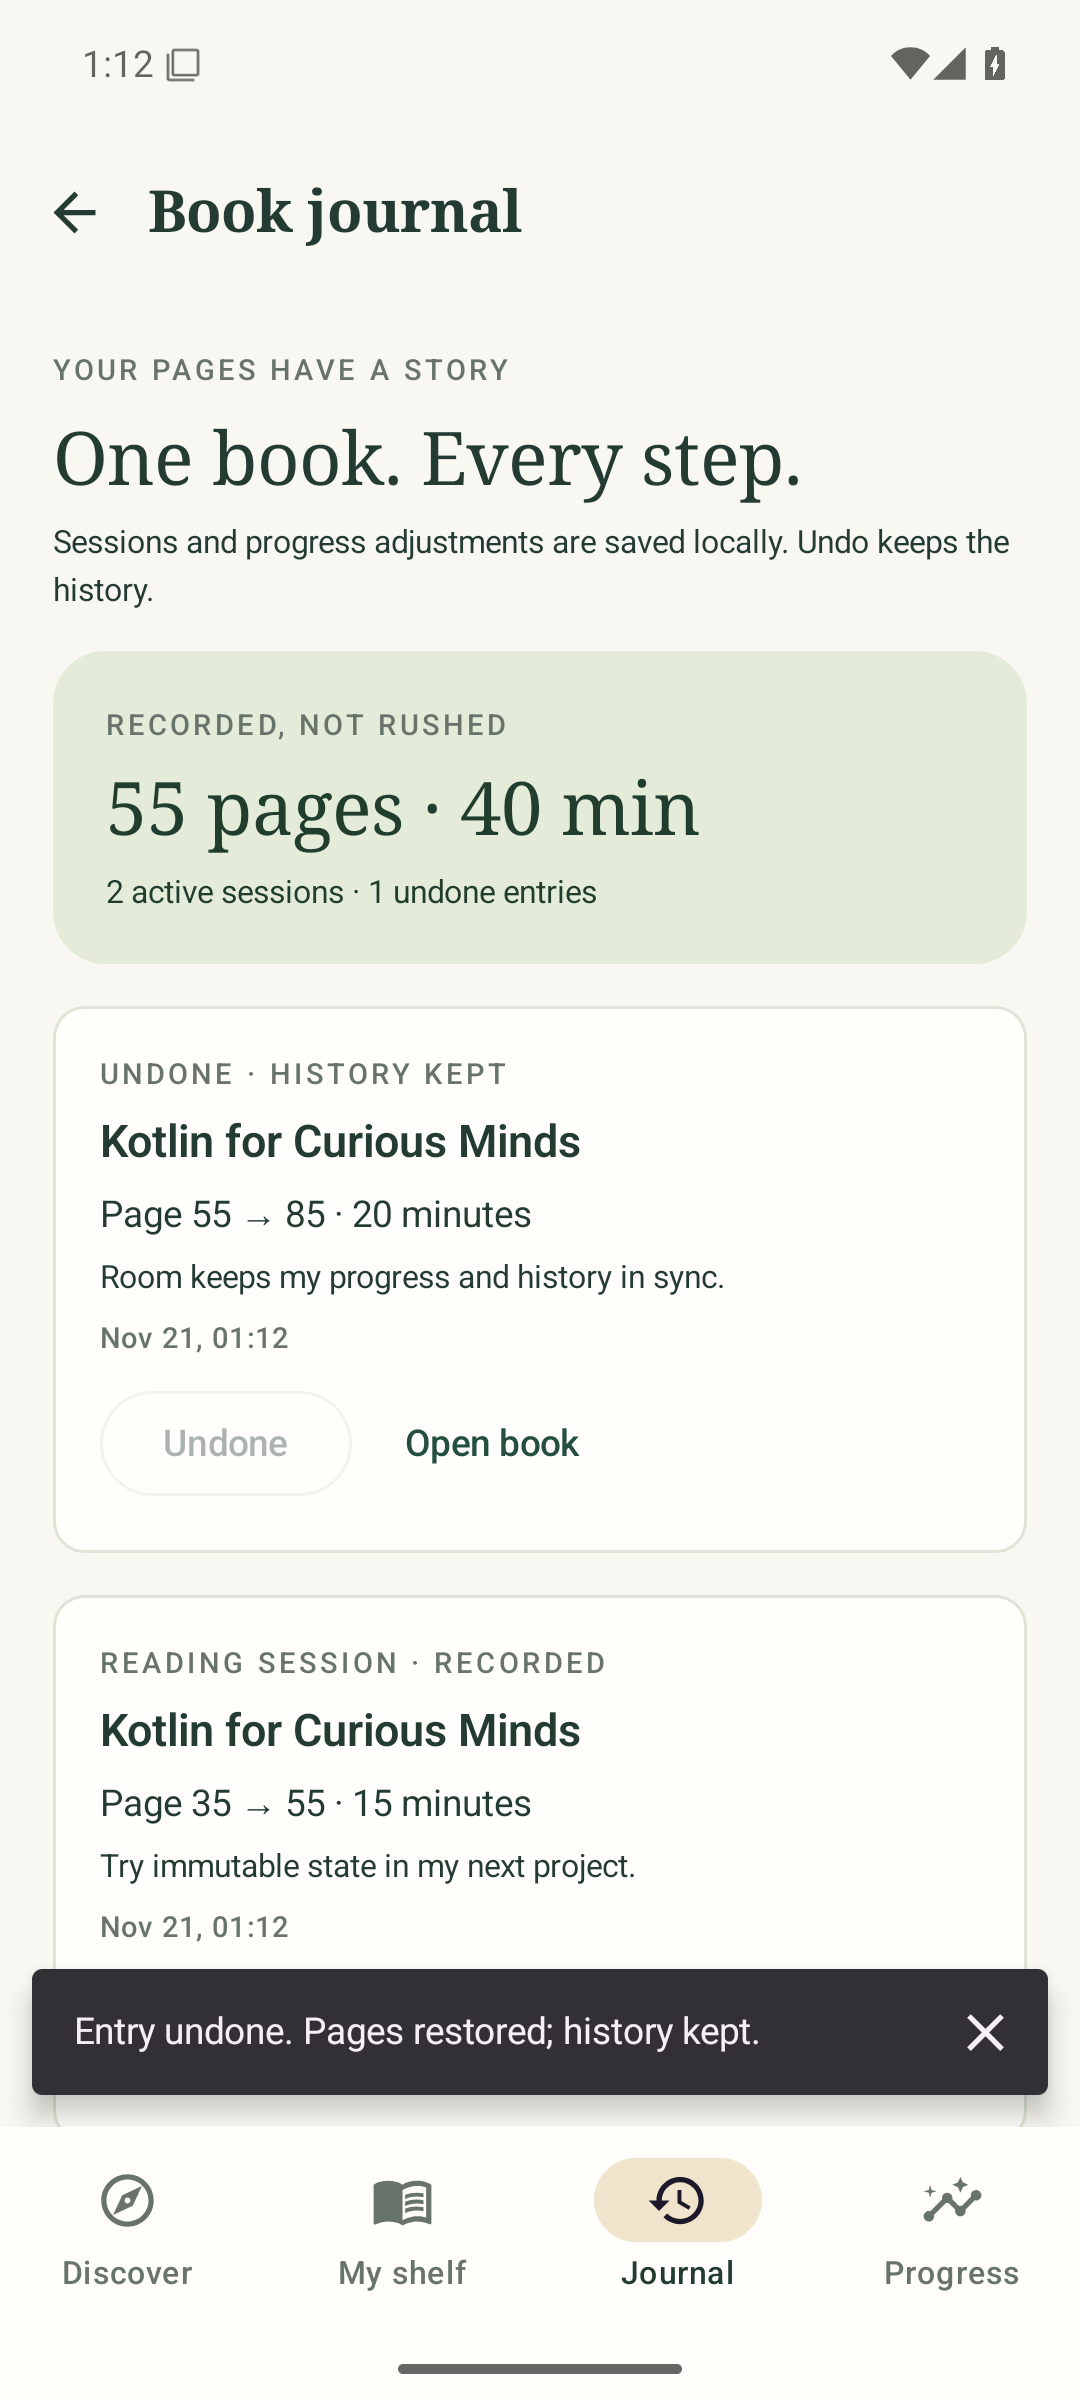 1:12
Book journal
YOUR PAGES HAVE A STORY
One book. Every step.
Sessions and progress adjustments are saved locally. Undo keeps the
history.
RECORDED, NOT RUSHED
55 pages · 40 min
2 active sessions · 1 undone entries
UNDONE · HISTORY KEPT
Kotlin for Curious Minds
Page 55 → 85 · 20 minutes
Room keeps my progress and history in sync.
Nov 21, 01:12
Undone
Open book
READING SESSION · RECORDED
Kotlin for Curious Minds
Page 35 → 55 · 15 minutes
Try immutable state in my next project.
Nov 21, 01:12
Entry undone. Pages restored; history kept.
Discover
My shelf
Journal
Progress